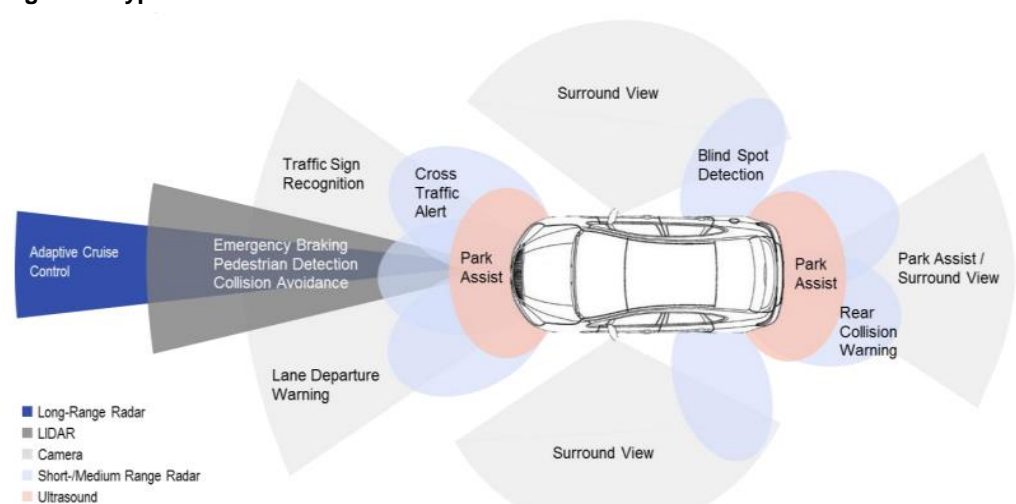 Surround View
Traffic Sign
Recognition
Cross
Traffic
Alert
Blind Spot
Detection
Adaptive Cruise
Control
Emergency Braking
Pedestrian Detection
Collision Avoidance
Park
Assist
Park
Assist
Park Assist /
Surround View
Rear
Collision
Warning
Lane Departure
Warning
Surround View
Long-Range Radar
LIDAR
Camera
Short-/Medium Range Radar
Ultrasound